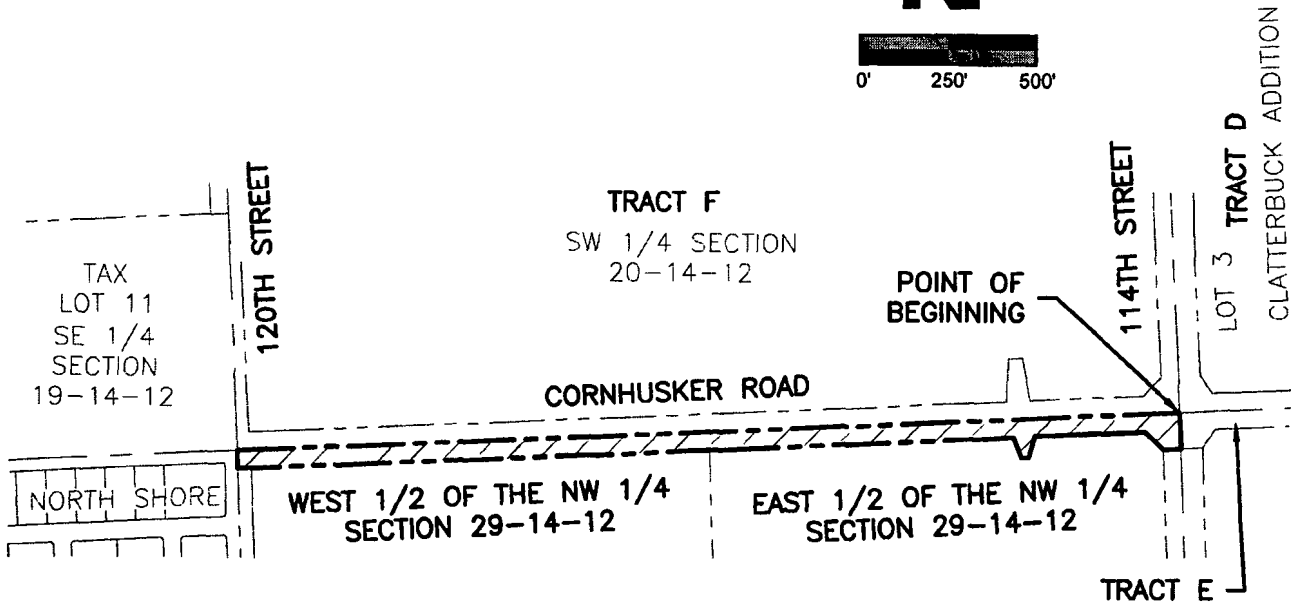 N
0' 250' 500'
CLATTERBUCK ADDITION
TRACT D
LOT 3
114TH STREET
120TH STREET
TRACT F
SW 1/4 SECTION
20-14-12
TAX
LOT 11
SE 1/4
SECTION
19-14-12
POINT OF
BEGINNING
CORNHUSKER ROAD
NORTH SHORE
WEST 1/2 OF THE NW 1/4
SECTION 29-14-12
EAST 1/2 OF THE NW 1/4
SECTION 29-14-12
TRACT E